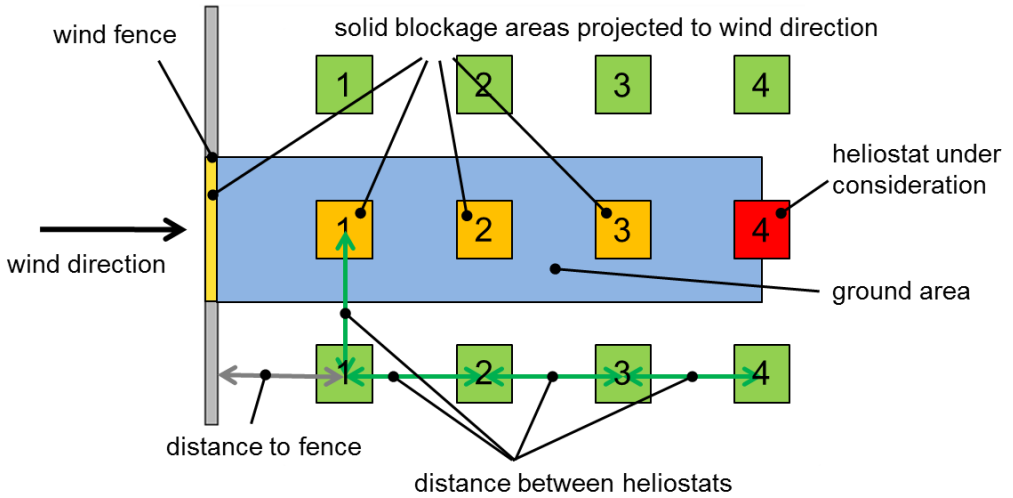 wind fence
solid blockage areas projected to wind direction
1 2 3 4
heliostat under
consideration
1 2 3 4
wind direction
ground area
1 2 3 4
distance to fence
distance between heliostats